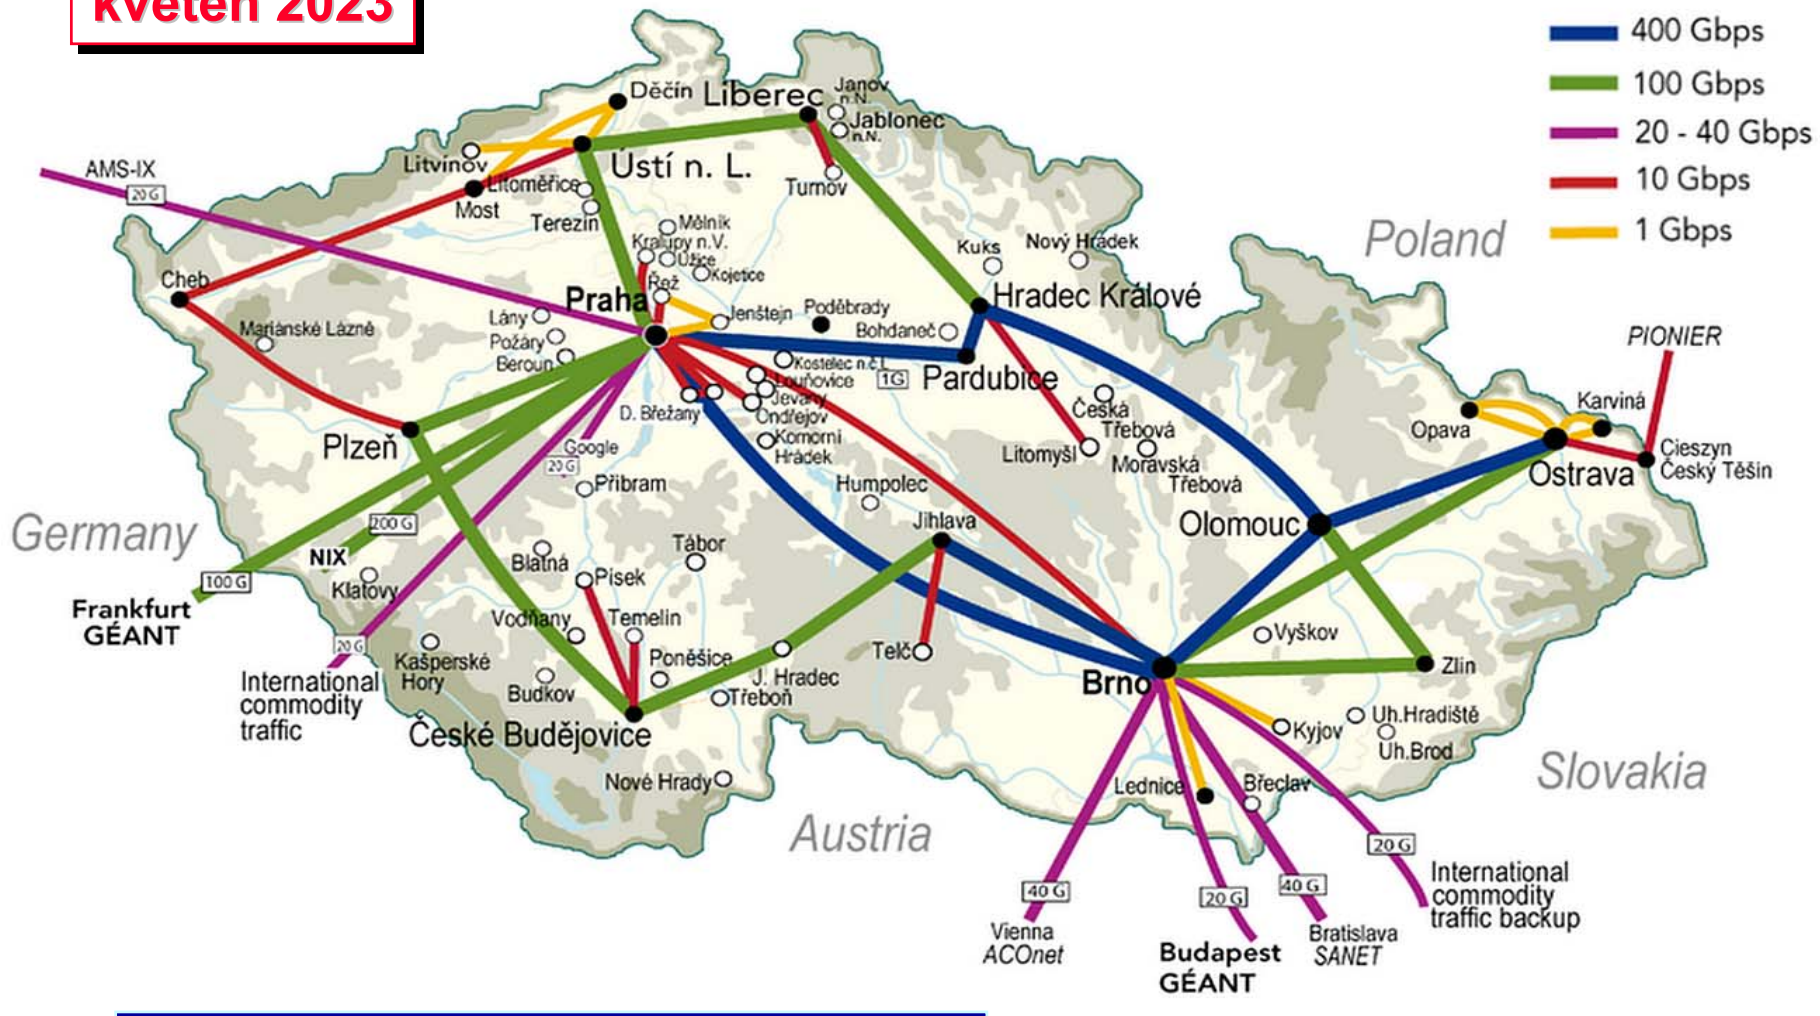 květen 2023
400 Gbps
100 Gbps
20 - 40 Gbps
10 Gbps
1 Gbps
Děčín
Liberec
Janov
n.N.
Jablonec
n.N.
Litvínov
Ústí n. L.
AMS-IX
20 G
Litoměřice
Most
Turnov
Terezín
Mělník
Kralupy n.V.
Úžice
Kojetice
Kuks
Nový Hrádek
Poland
Cheb
Řež
Praha
Hradec Králové
Lány
Jenštejn
Poděbrady
Mariánské Lázně
Požáry
Bohdaneč
PIONIER
Beroun
Kostelec n.č.l.
1G
Pardubice
Louňovice
Jevany
D. Břežany
Ondřejov
Česká
Třebová
Karviná
Opava
Plzeň
Google
20 G
Komorní
Hrádek
Litomyšl
Moravská
Třebová
Cieszyn
Český Těšín
Ostrava
Příbram
Humpolec
Germany
200 G
Jihlava
Olomouc
NIX
Blatná
Tábor
Písek
100 G
Klatovy
Frankfurt
GÉANT
Vodňany
Temelín
20 G
Vyškov
Kašperské
Hory
Poněšice
Telč
Zlín
International
commodity
traffic
Budkov
J. Hradec
Třeboň
Brno
České Budějovice
Kyjov
Uh.Hradiště
Uh.Brod
Nové Hrady
Lednice
Břeclav
Slovakia
Austria
20 G
40 G
20 G
40 G
International
commodity
traffic backup
Vienna
ACOnet
Budapest
GÉANT
Bratislava
SANET